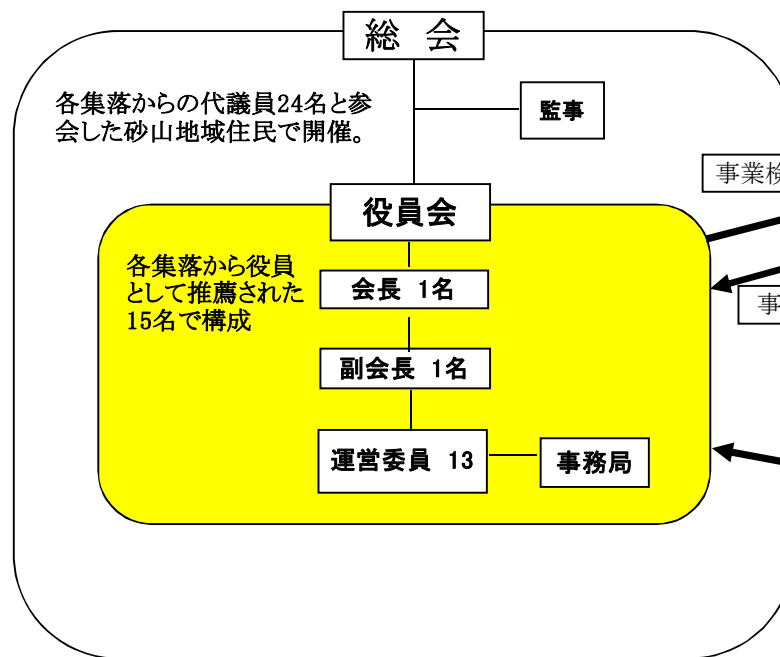 総 会
各集落からの代議員24名と参
会した砂山地域住民で開催。
監事
事業検
役員会
各集落から役員
として推薦された
15名で構成
会長 1名
事
副会長 1名
運営委員 13
事務局